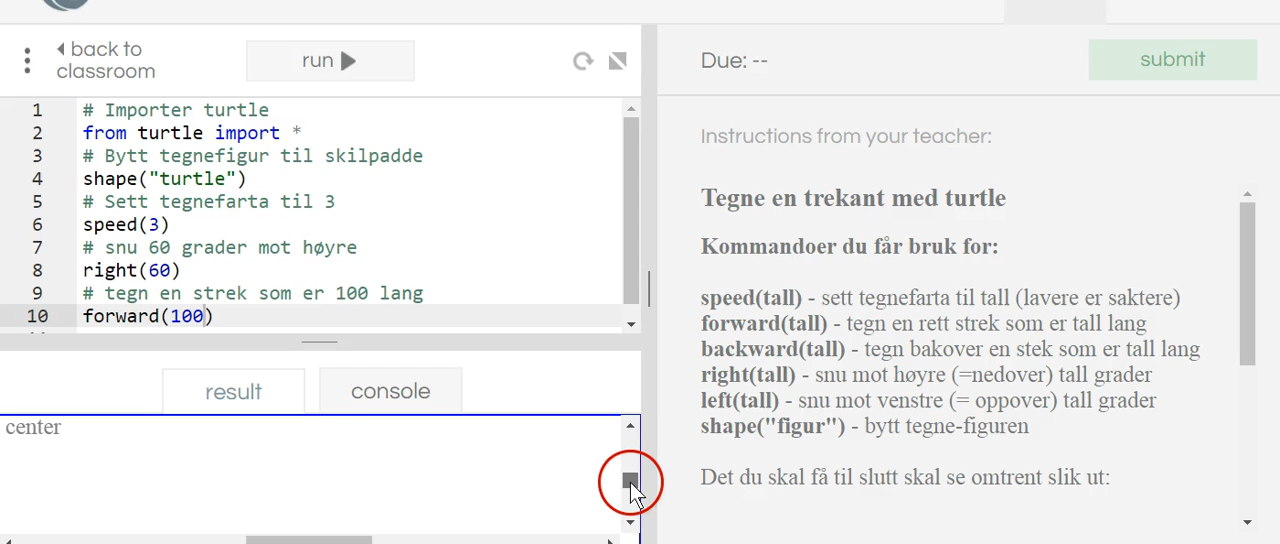 back to
classroom
run
1 # Importer turtle
2 from turtle import *
3 # Bytt tegnefigur til skilpadde
4 shape("turtle")
5 # Sett tegnefarta til 3
6 speed(3)
7 # snu 60 grader mot høyre
8 right(60)
9 # tegn en strek som er 100 lang
10 forward(100)
result
console
center
Due: --
submit
Instructions from your teacher:
Tegne en trekant med turtle
Kommandoer du får bruk for:
speed(tall) - sett tegnefarta til tall (lavere er saktere)
forward(tall) - tegn en rett strek som er tall lang
backward(tall) - tegn bakover en stek som er tall lang
right(tall) - snu mot høyre (=nedover) tall grader
left(tall) - snu mot venstre (= oppover) tall grader
shape("figur") - bytt tegne-figuren
Det du skal få til slutt skal se omtrent slik ut: